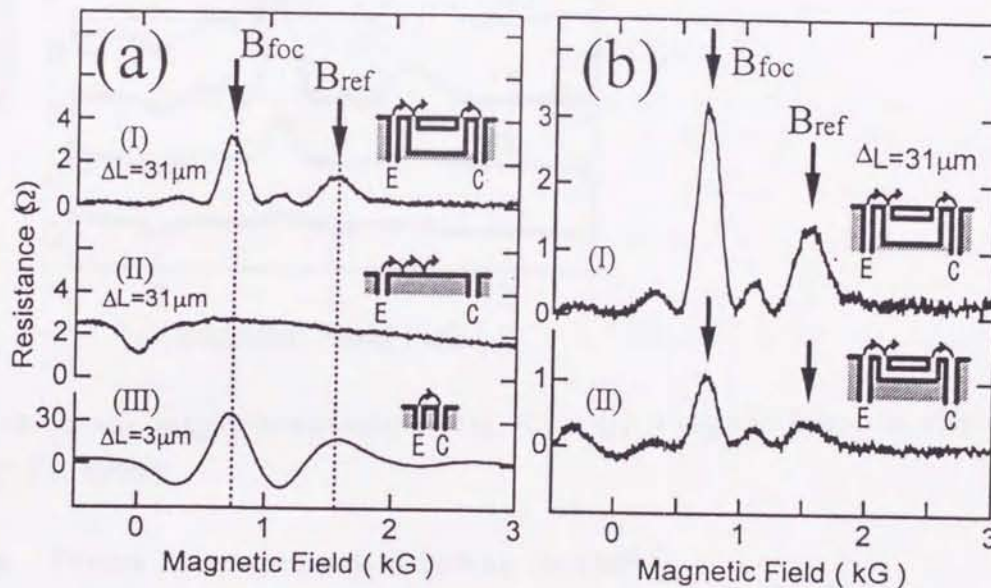 (a)
Bfoc
Bref
4
2
0
(I)
ΔL=31μm
E
C
4
2
0
(II)
ΔL=31μm
E
C
30
0
(III)
ΔL=3μm
E C
Resistance (Ω)
0 1 2 3
Magnetic Field ( kG )
(b)
Bfoc
Bref
ΔL=31μm
3
1
0
(I)
E
C
1
0
(II)
E
C
0 1 2 3
Magnetic Field ( kG )